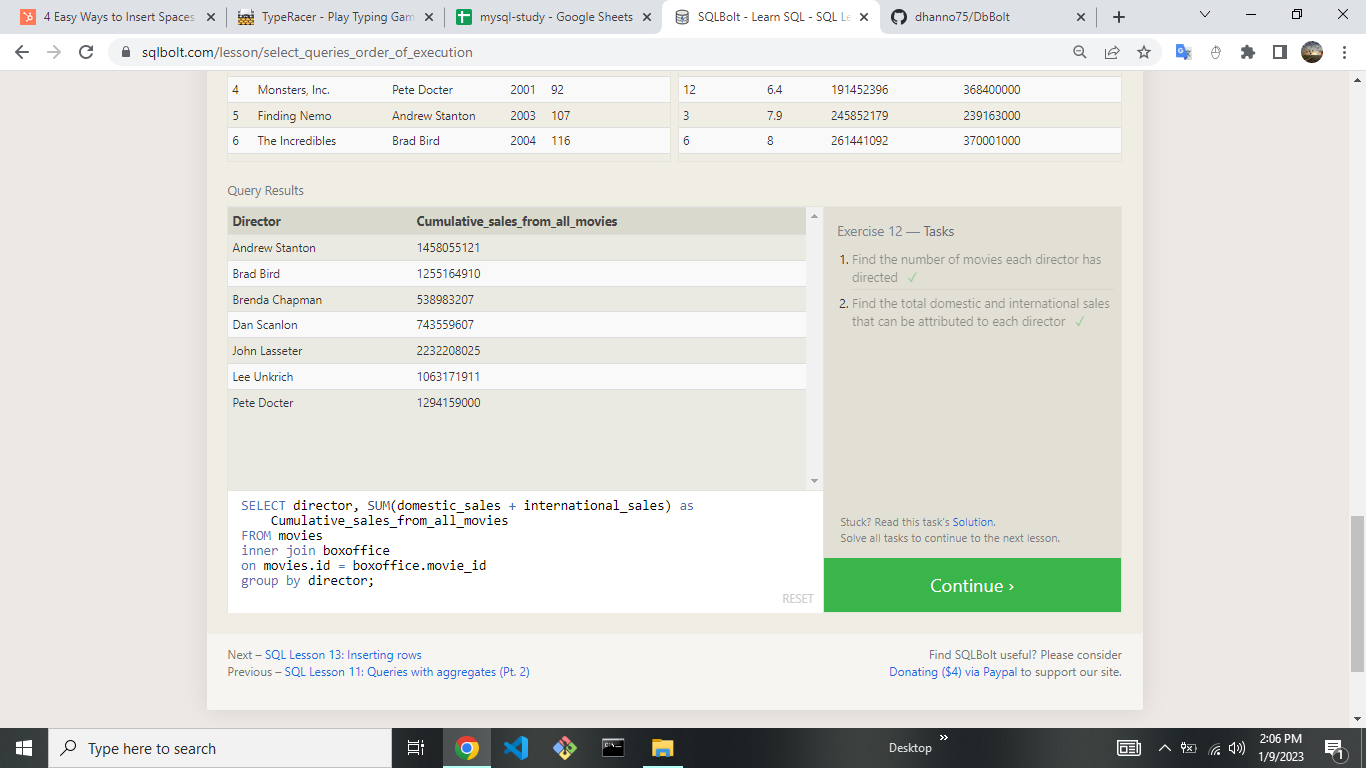 4 Easy Ways to Insert Spaces
TypeRacer - Play Typing Gam
mysql-study - Google Sheets
SQLBolt - Learn SQL - SQL Le
dhanno75/DbBolt
sqlbolt.com/lesson/select_queries_order_of_execution
4 Monsters, Inc. Pete Docter 2001 92 12 6.4 191452396 368400000
5 Finding Nemo Andrew Stanton 2003 107 3 7.9 245852179 239163000
6 The Incredibles Brad Bird 2004 116 6 8 261441092 370001000
Query Results
Director Cumulative_sales_from_all_movies
Andrew Stanton 1458055121
Brad Bird 1255164910
Brenda Chapman 538983207
Dan Scanlon 743559607
John Lasseter 2232208025
Lee Unkrich 1063171911
Pete Docter 1294159000
Exercise 12 — Tasks
1. Find the number of movies each director has
directed ✓
2. Find the total domestic and international sales
that can be attributed to each director ✓
SELECT director, SUM(domestic_sales + international_sales) as
Cumulative_sales_from_all_movies
FROM movies
inner join boxoffice
on movies.id = boxoffice.movie_id
group by director;
RESET
Stuck? Read this task's Solution.
Solve all tasks to continue to the next lesson.
Continue ›
Next – SQL Lesson 13: Inserting rows
Previous – SQL Lesson 11: Queries with aggregates (Pt. 2)
Find SQLBolt useful? Please consider
Donating ($4) via Paypal to support our site.
Type here to search
Desktop
2:06 PM
1/9/2023
1